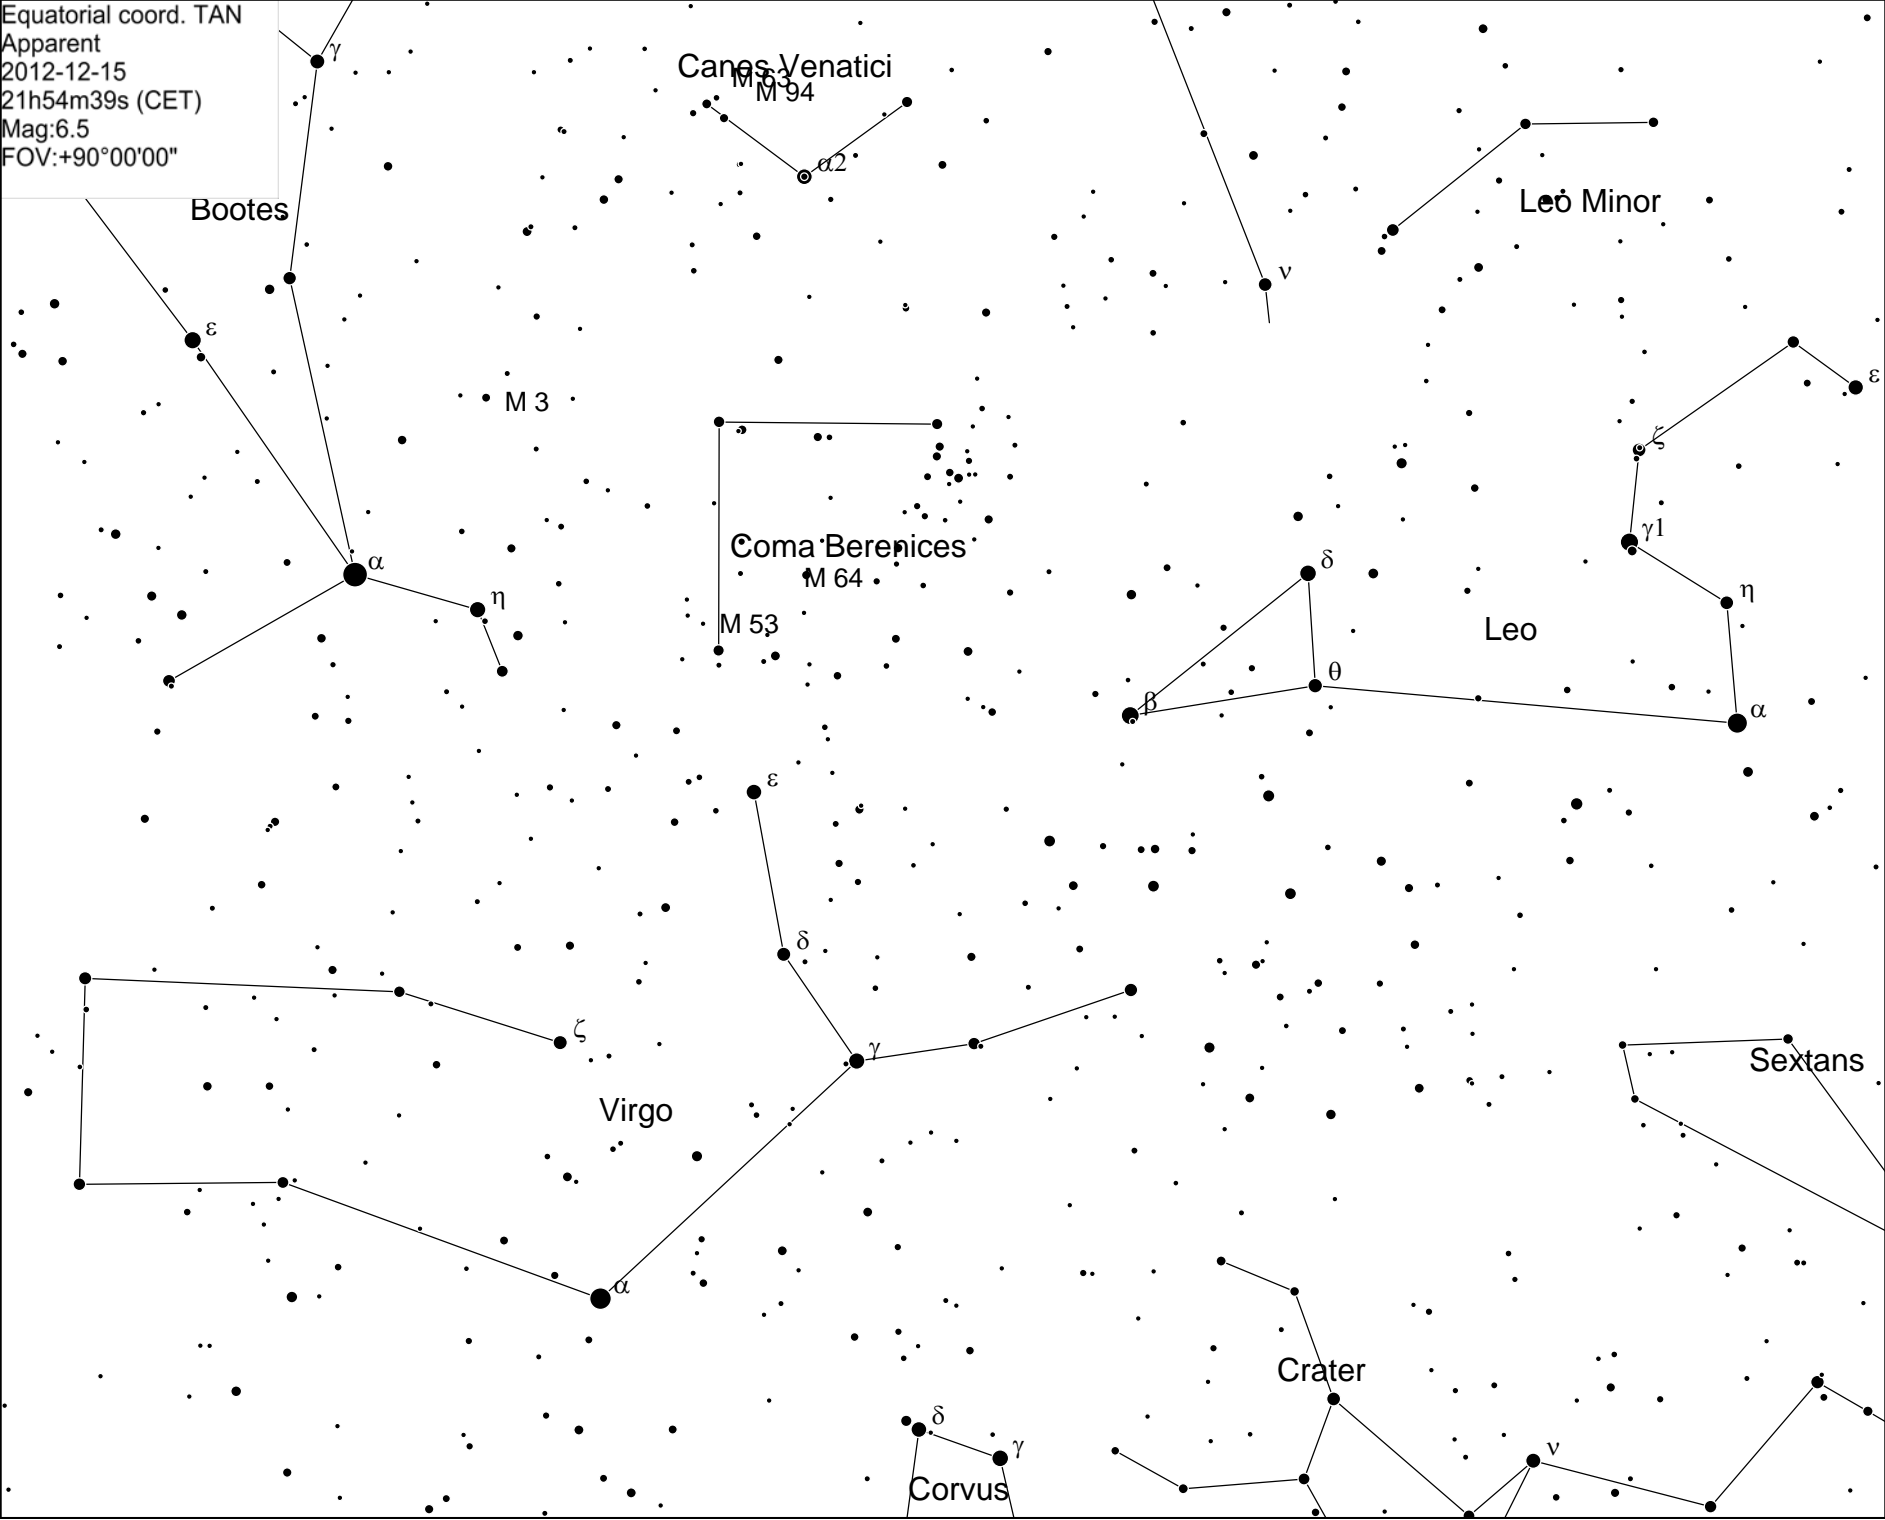 Equatorial coord. TAN
Apparent
2012-12-15
21h54m39s (CET)
Mag:6.5
FOV:+90°00'00"
γ
Canes Venatici
M 63
M 94
α2
Bootes
Leo Minor
ν
ε
ε
M 3
ζ
γ1
Coma Berenices
δ
α
M 64
η
η
M 53
Leo
θ
β
α
ε
δ
ζ
γ
Sextans
Virgo
α
Crater
δ
γ
ν
Corvus